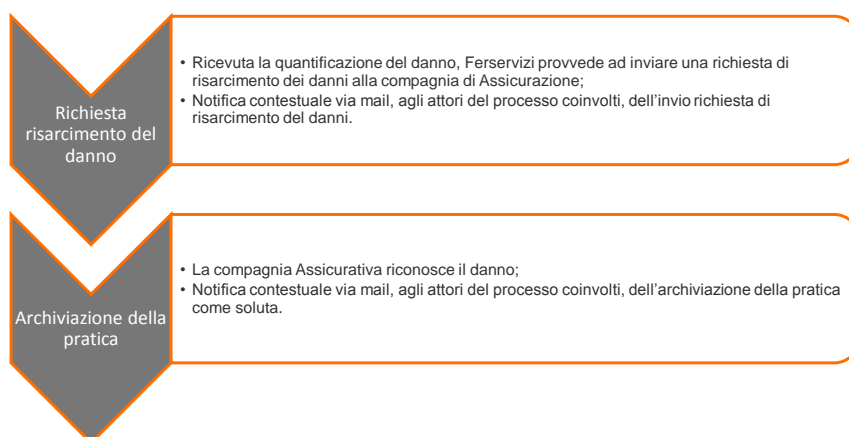 Richiesta
risarcimento del
danno
• Ricevuta la quantificazione del danno, Ferservizi provvede ad inviare una richiesta di
risarcimento dei danni alla compagnia di Assicurazione;
• Notifica contestuale via mail, agli attori del processo coinvolti, dell'invio richiesta di
risarcimento del danni.
Archiviazione della
pratica
• La compagnia Assicurativa riconosce il danno;
• Notifica contestuale via mail, agli attori del processo coinvolti, dell'archiviazione della pratica
come soluta.